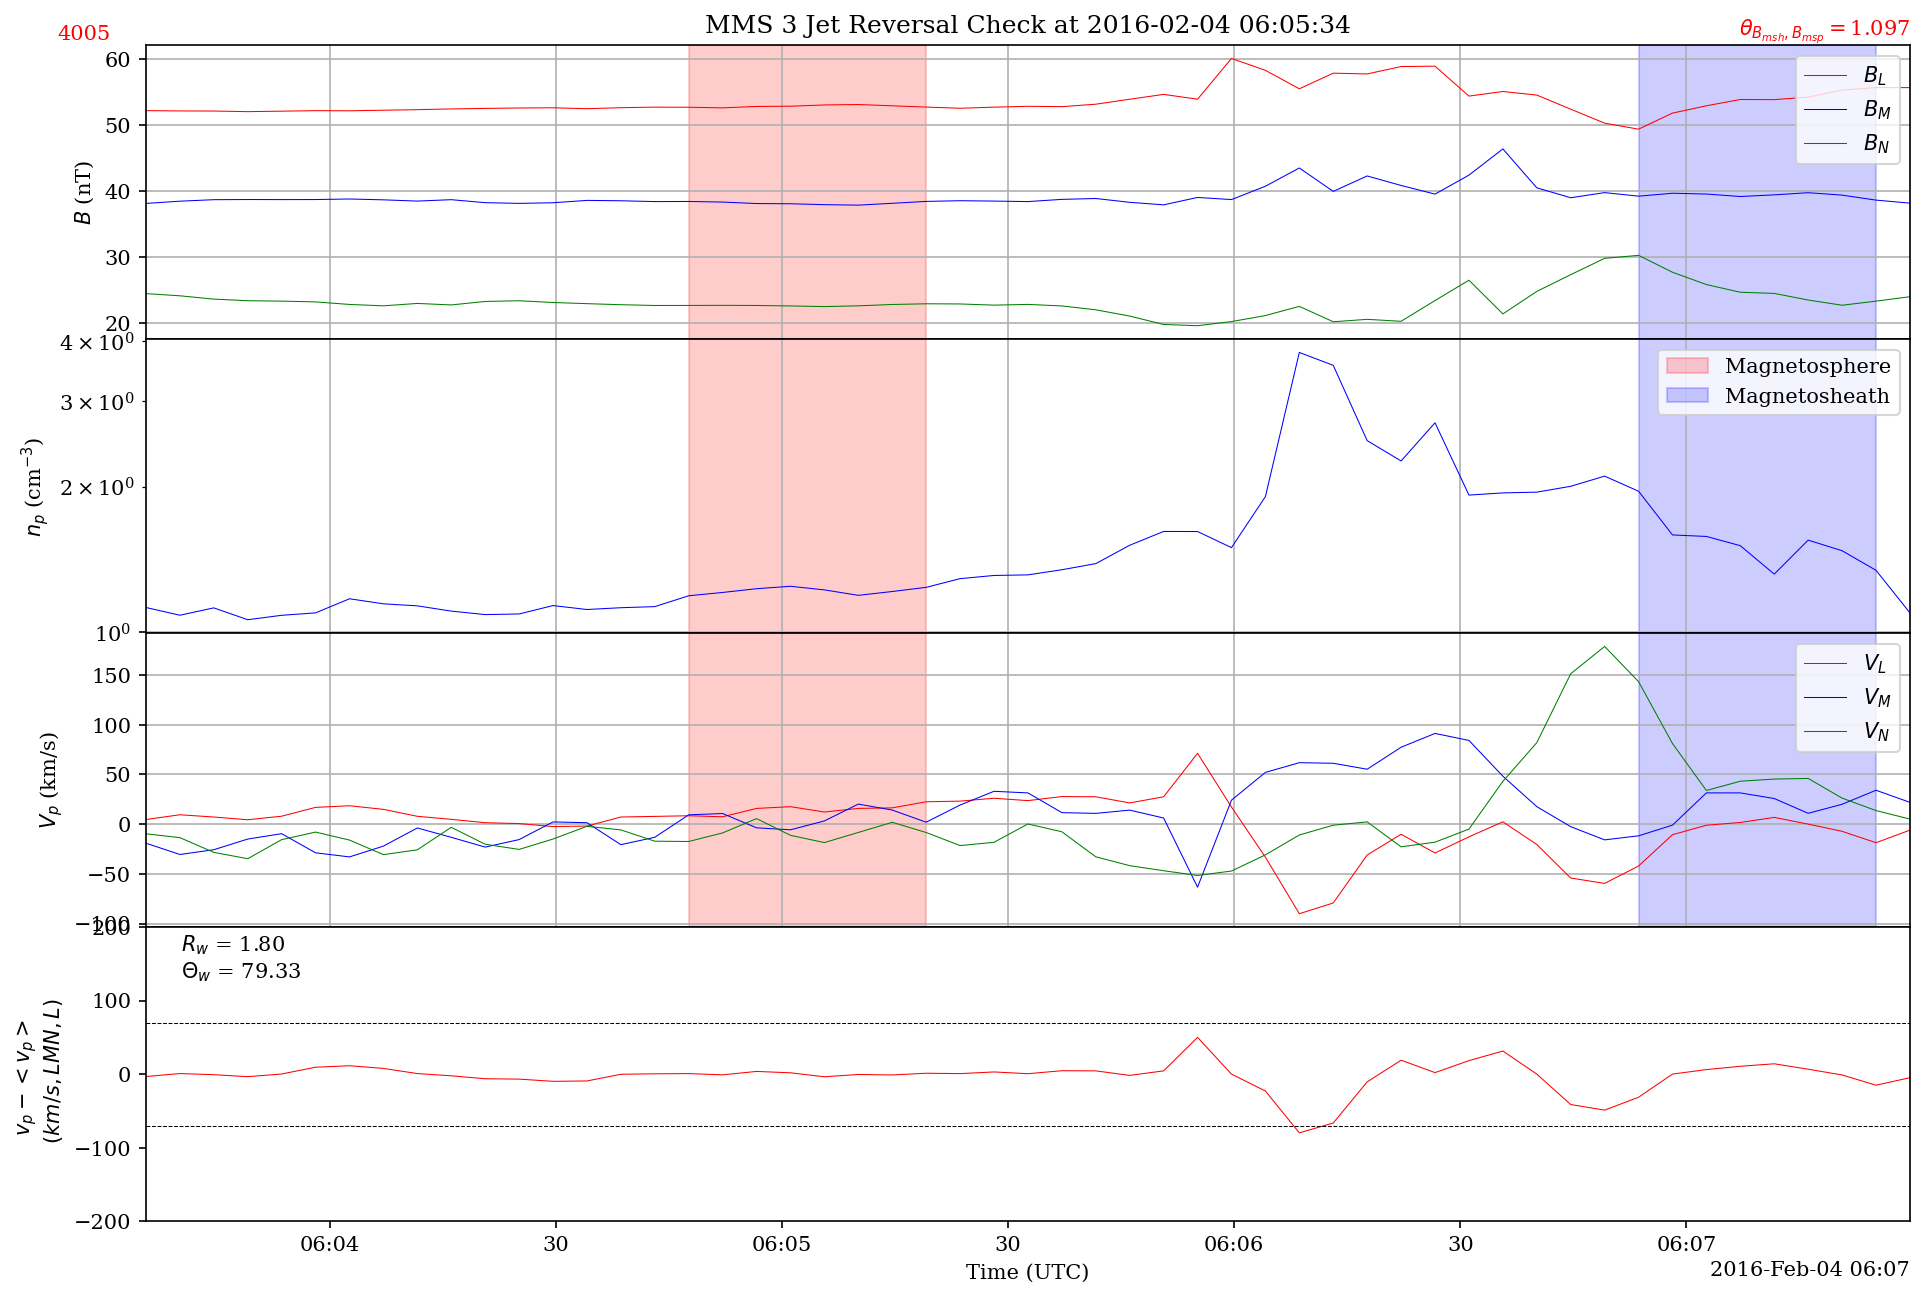 4005
MMS 3 Jet Reversal Check at 2016-02-04 06:05:34
θ_{B_{msh}, B_{msp}} = 1.097
60
50
40
30
20
B (nT)
B_L
B_M
B_N
4 × 10^0
3 × 10^0
2 × 10^0
10^0
n_p (cm^{-3})
Magnetosphere
Magnetosheath
150
100
50
0
−50
−100
V_p (km/s)
V_L
V_M
V_N
200
100
0
−100
−200
v_p − < v_p >
(km/s, LMN, L)
R_w = 1.80
Θ_w = 79.33
06:04
30
06:05
30
06:06
30
06:07
Time (UTC)
2016-Feb-04 06:07